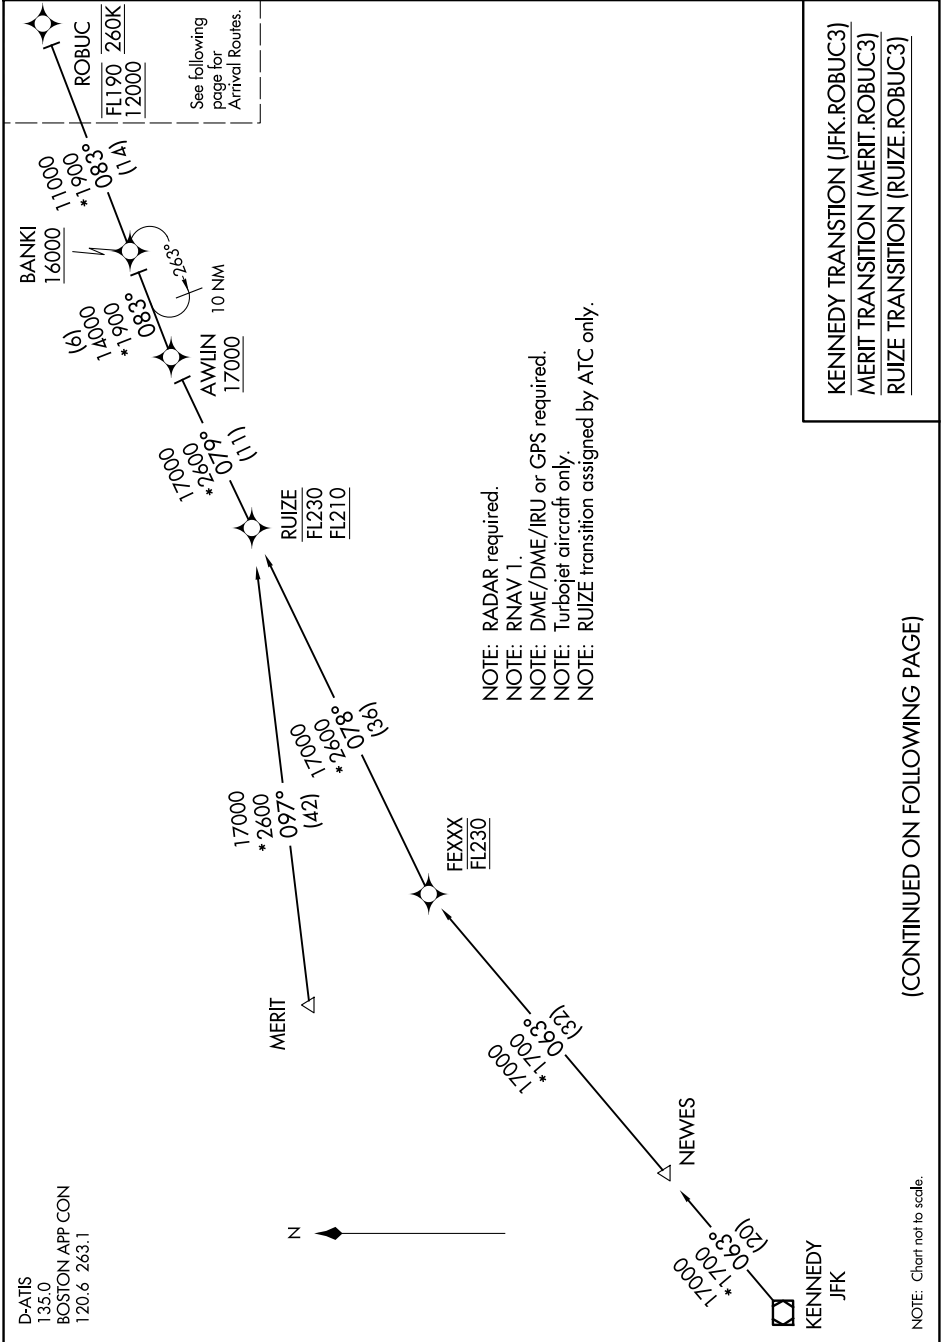 D-ATIS
135.0
BOSTON APP CON
120.6 263.1
N
KENNEDY
JFK
17000
*1700
063°
(20)
NEWES
17000
*1700
063°
(32)
FEXXX
FL230
MERIT
17000
*2600
097°
(42)
17000
*2600
078°
(36)
RUIZE
FL230
FL210
17000
*2600
079°
(11)
AWLIN
17000
(6)
14000
*1900
083°
BANKI
16000
263°
10 NM
11000
*1900
083°
(14)
ROBUC
FL190 260K
12000
See following
page for
Arrival Routes.
NOTE: RADAR required.
NOTE: RNAV 1.
NOTE: DME/DME/IRU or GPS required.
NOTE: Turbojet aircraft only.
NOTE: RUIZE transition assigned by ATC only.
KENNEDY TRANSTION (JFK.ROBUC3)
MERIT TRANSITION (MERIT.ROBUC3)
RUIZE TRANSITION (RUIZE.ROBUC3)
(CONTINUED ON FOLLOWING PAGE)
NOTE: Chart not to scale.